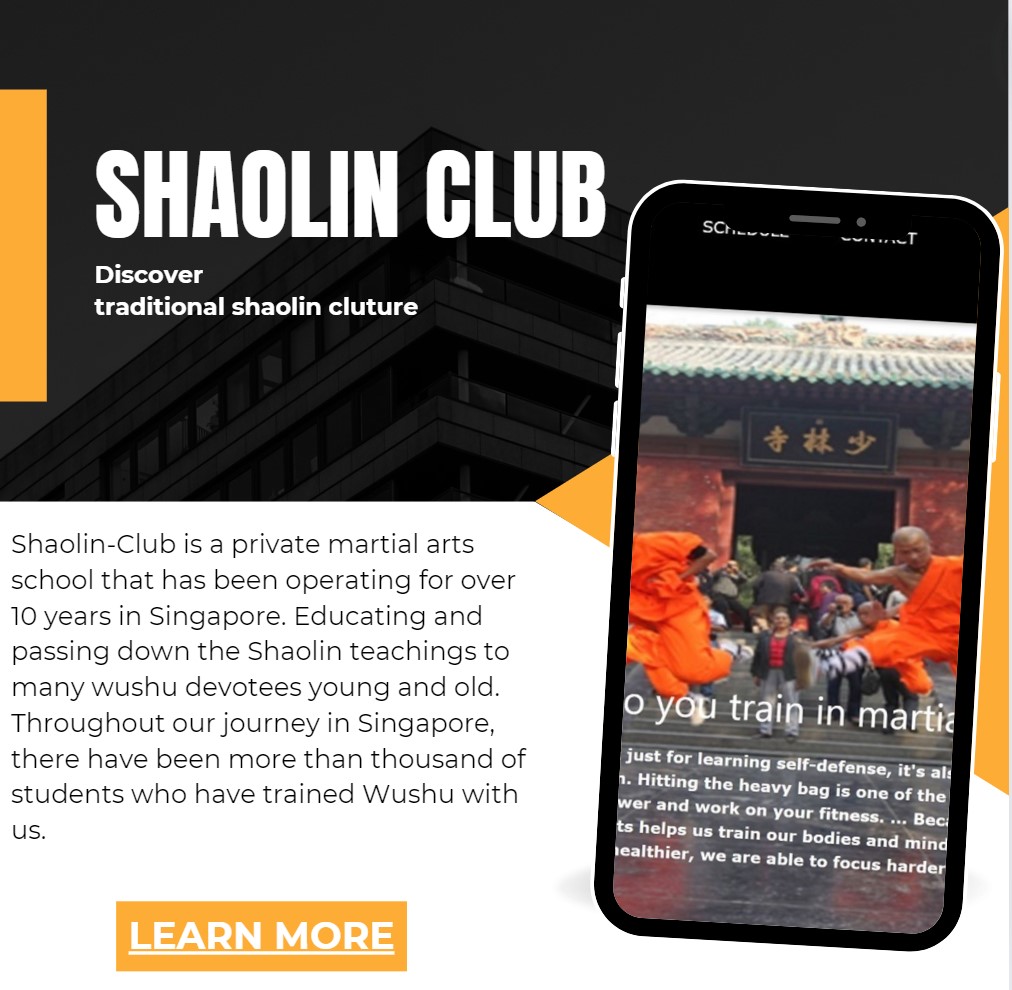 SHAOLIN CLUB
Discover
traditional shaolin cluture
Shaolin-Club is a private martial arts
school that has been operating for over
10 years in Singapore. Educating and
passing down the Shaolin teachings to
many wushu devotees young and old.
Throughout our journey in Singapore,
there have been more than thousand of
students who have trained Wushu with
us.
LEARN MORE
SCHEDULE CONTACT
寺林少
o you train in martia
just for learning self-defense, it's als
n. Hitting the heavy bag is one of the
wer and work on your fitness. ... Beca
ts helps us train our bodies and mind
healthier, we are able to focus harder